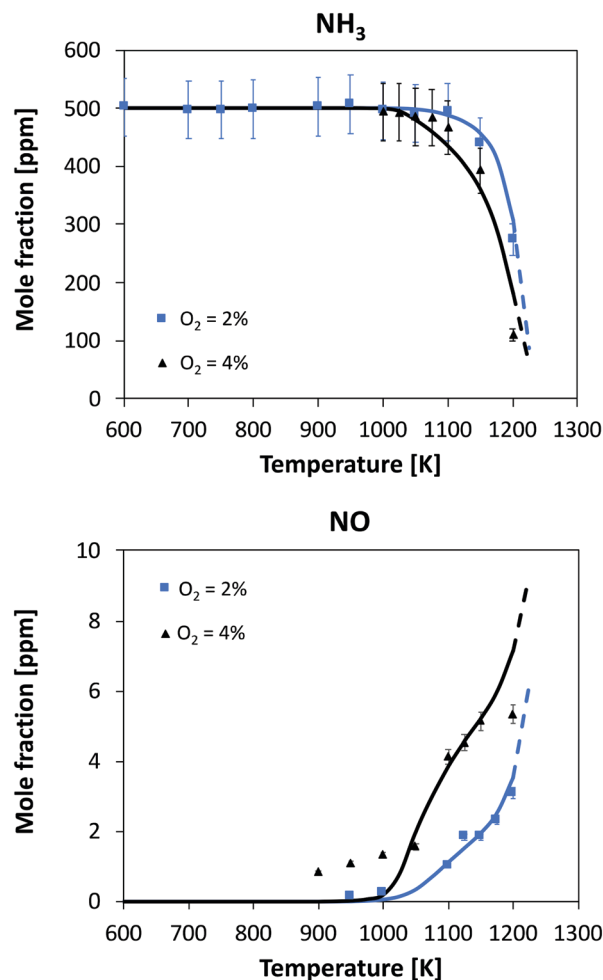 NH₃
Mole fraction [ppm]
600
500
400
300
200
100
0
O₂ = 2%
O₂ = 4%
600 700 800 900 1000 1100 1200 1300
Temperature [K]
NO
Mole fraction [ppm]
10
8
6
4
2
0
O₂ = 2%
O₂ = 4%
600 700 800 900 1000 1100 1200 1300
Temperature [K]